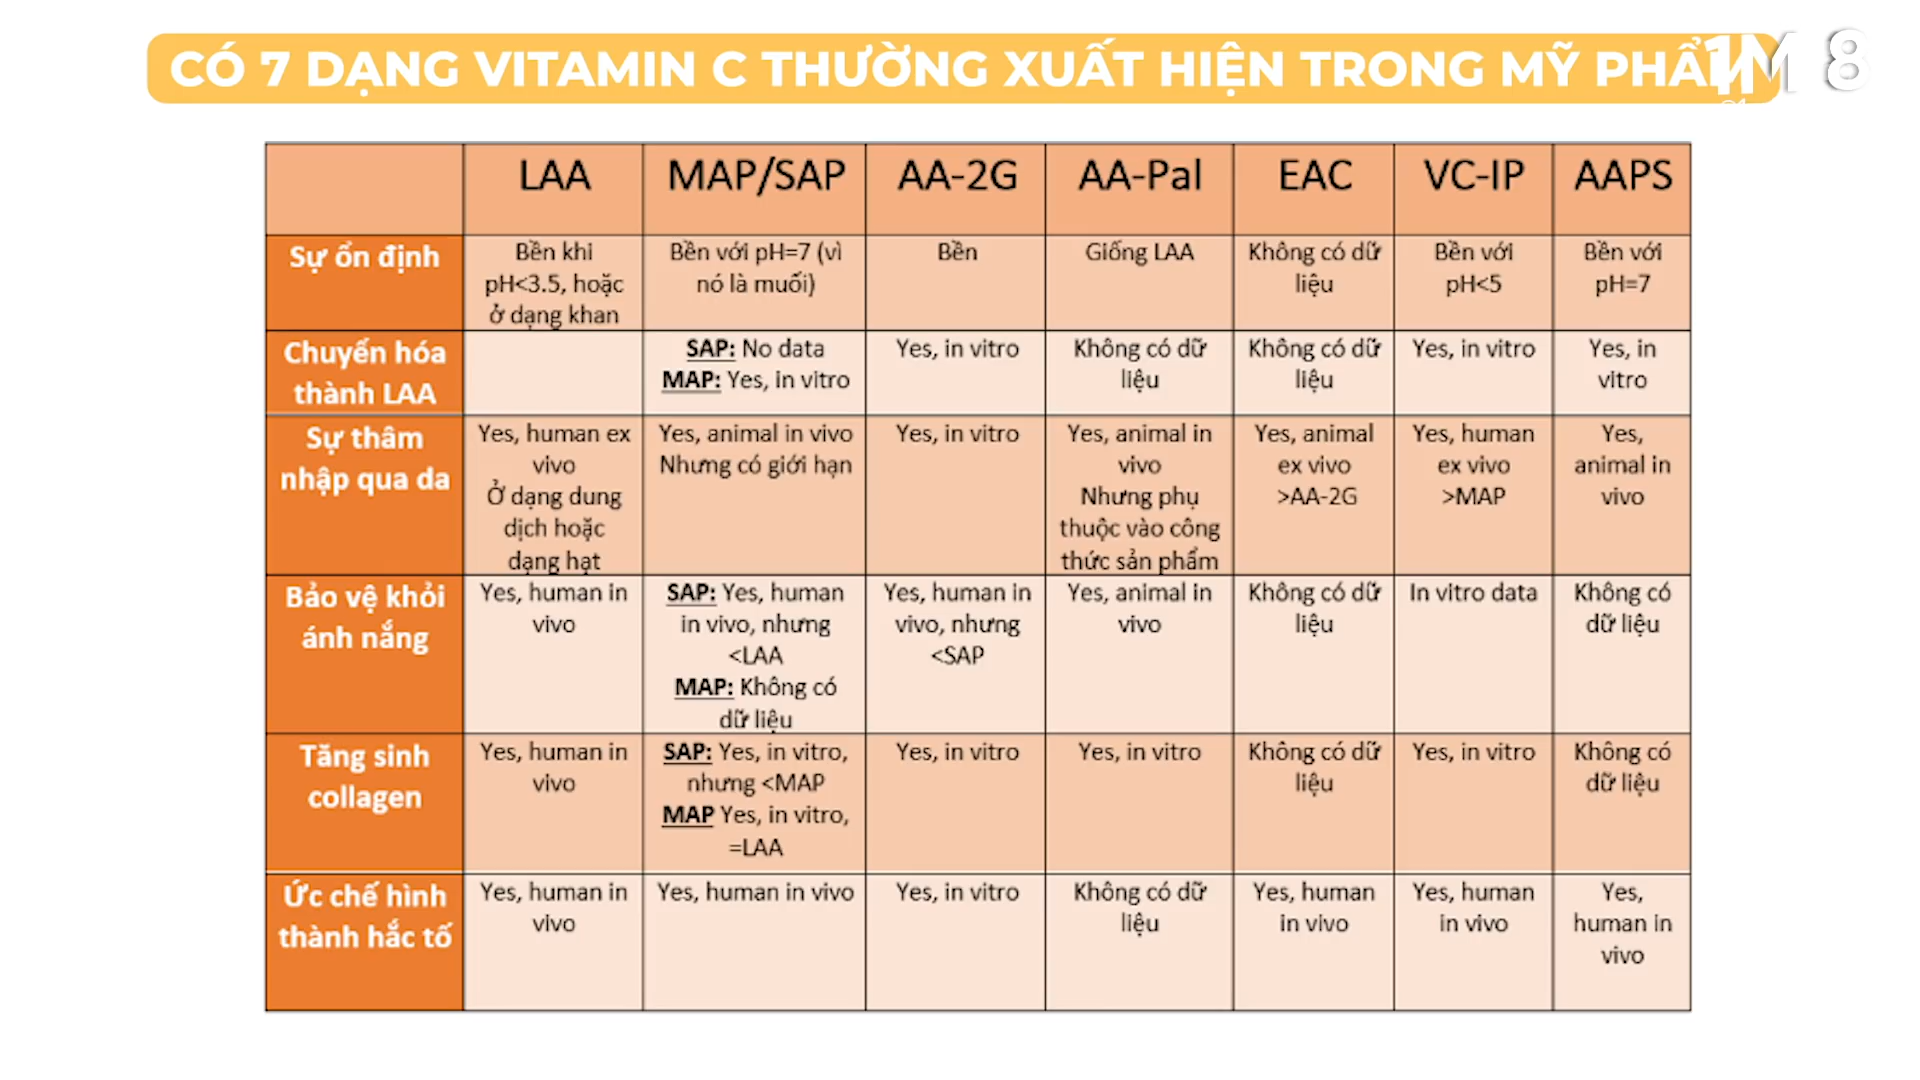 CÓ 7 DẠNG VITAMIN C THƯỜNG XUẤT HIỆN TRONG MỸ PHẨM
1M 8
LAA
MAP/SAP
AA-2G
AA-Pal
EAC
VC-IP
AAPS
Sự ổn định
Bền khi
pH<3.5, hoặc
ở dạng khan
Bền với pH=7 (vì
nó là muối)
Bền
Giống LAA
Không có dữ
liệu
Bền với
pH<5
Bền với
pH=7
Chuyển hóa
thành LAA
SAP: No data
MAP: Yes, in vitro
Yes, in vitro
Không có dữ
liệu
Không có dữ
liệu
Yes, in vitro
Yes, in
vitro
Sự thâm
nhập qua da
Yes, human ex
vivo
Ở dạng dung
dịch hoặc
dạng hạt
Yes, animal in vivo
Nhưng có giới hạn
Yes, in vitro
Yes, animal in
vivo
Nhưng phụ
thuộc vào công
thức sản phẩm
Yes, animal
ex vivo
>AA-2G
Yes, human
ex vivo
>MAP
Yes,
animal in
vivo
Bảo vệ khỏi
ánh nắng
Yes, human in
vivo
SAP: Yes, human
in vivo, nhưng
<LAA
MAP: Không có
dữ liệu
Yes, human in
vivo, nhưng
<SAP
Yes, animal in
vivo
Không có dữ
liệu
In vitro data
Không có
dữ liệu
Tăng sinh
collagen
Yes, human in
vivo
SAP: Yes, in vitro,
nhưng <MAP
MAP Yes, in vitro,
=LAA
Yes, in vitro
Yes, in vitro
Không có dữ
liệu
Yes, in vitro
Không có
dữ liệu
Ức chế hình
thành hắc tố
Yes, human in
vivo
Yes, human in vivo
Yes, in vitro
Không có dữ
liệu
Yes, human
in vivo
Yes, human
in vivo
Yes,
human in
vivo